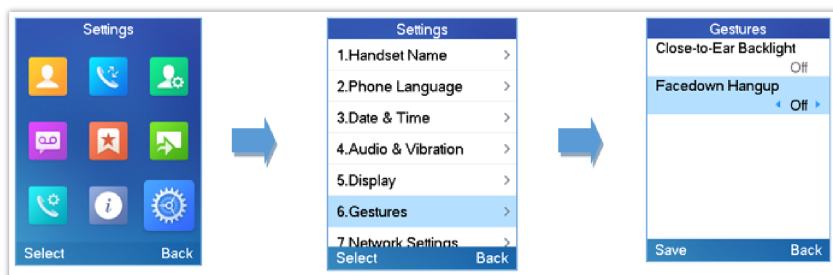 Settings
Select Back
Settings
1.Handset Name
2.Phone Language
3.Date & Time
4.Audio & Vibration
5.Display
6.Gestures
7.Network Settings
Select Back
Gestures
Close-to-Ear Backlight
Off
Facedown Hangup
Off
Save Back